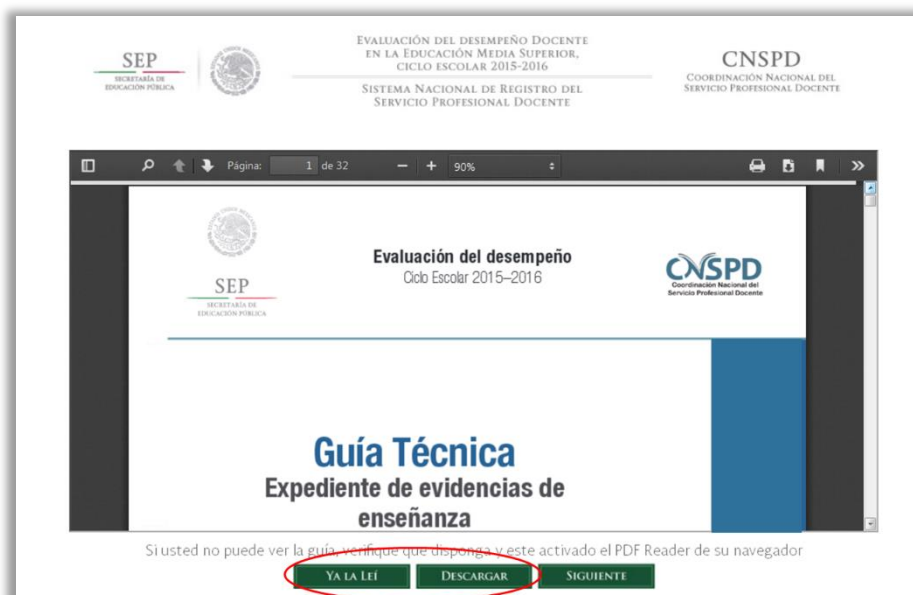 SEP
SECRETARÍA DE
EDUCACIÓN PÚBLICA
EVALUACIÓN DEL DESEMPEÑO DOCENTE
EN LA EDUCACIÓN MEDIA SUPERIOR,
CICLO ESCOLAR 2015-2016
SISTEMA NACIONAL DE REGISTRO DEL
SERVICIO PROFESIONAL DOCENTE
CNSPD
COORDINACIÓN NACIONAL DEL
SERVICIO PROFESIONAL DOCENTE
Página: 1 de 32 90%
SEP
SECRETARÍA DE
EDUCACIÓN PÚBLICA
Evaluación del desempeño
Ciclo Escolar 2015–2016
CNSPD
Coordinación Nacional del
Servicio Profesional Docente
Guía Técnica
Expediente de evidencias de
enseñanza
Si usted no puede ver la guía, verifique que disponga y este activado el PDF Reader de su navegador
YA LA LEÍ DESCARGAR SIGUIENTE